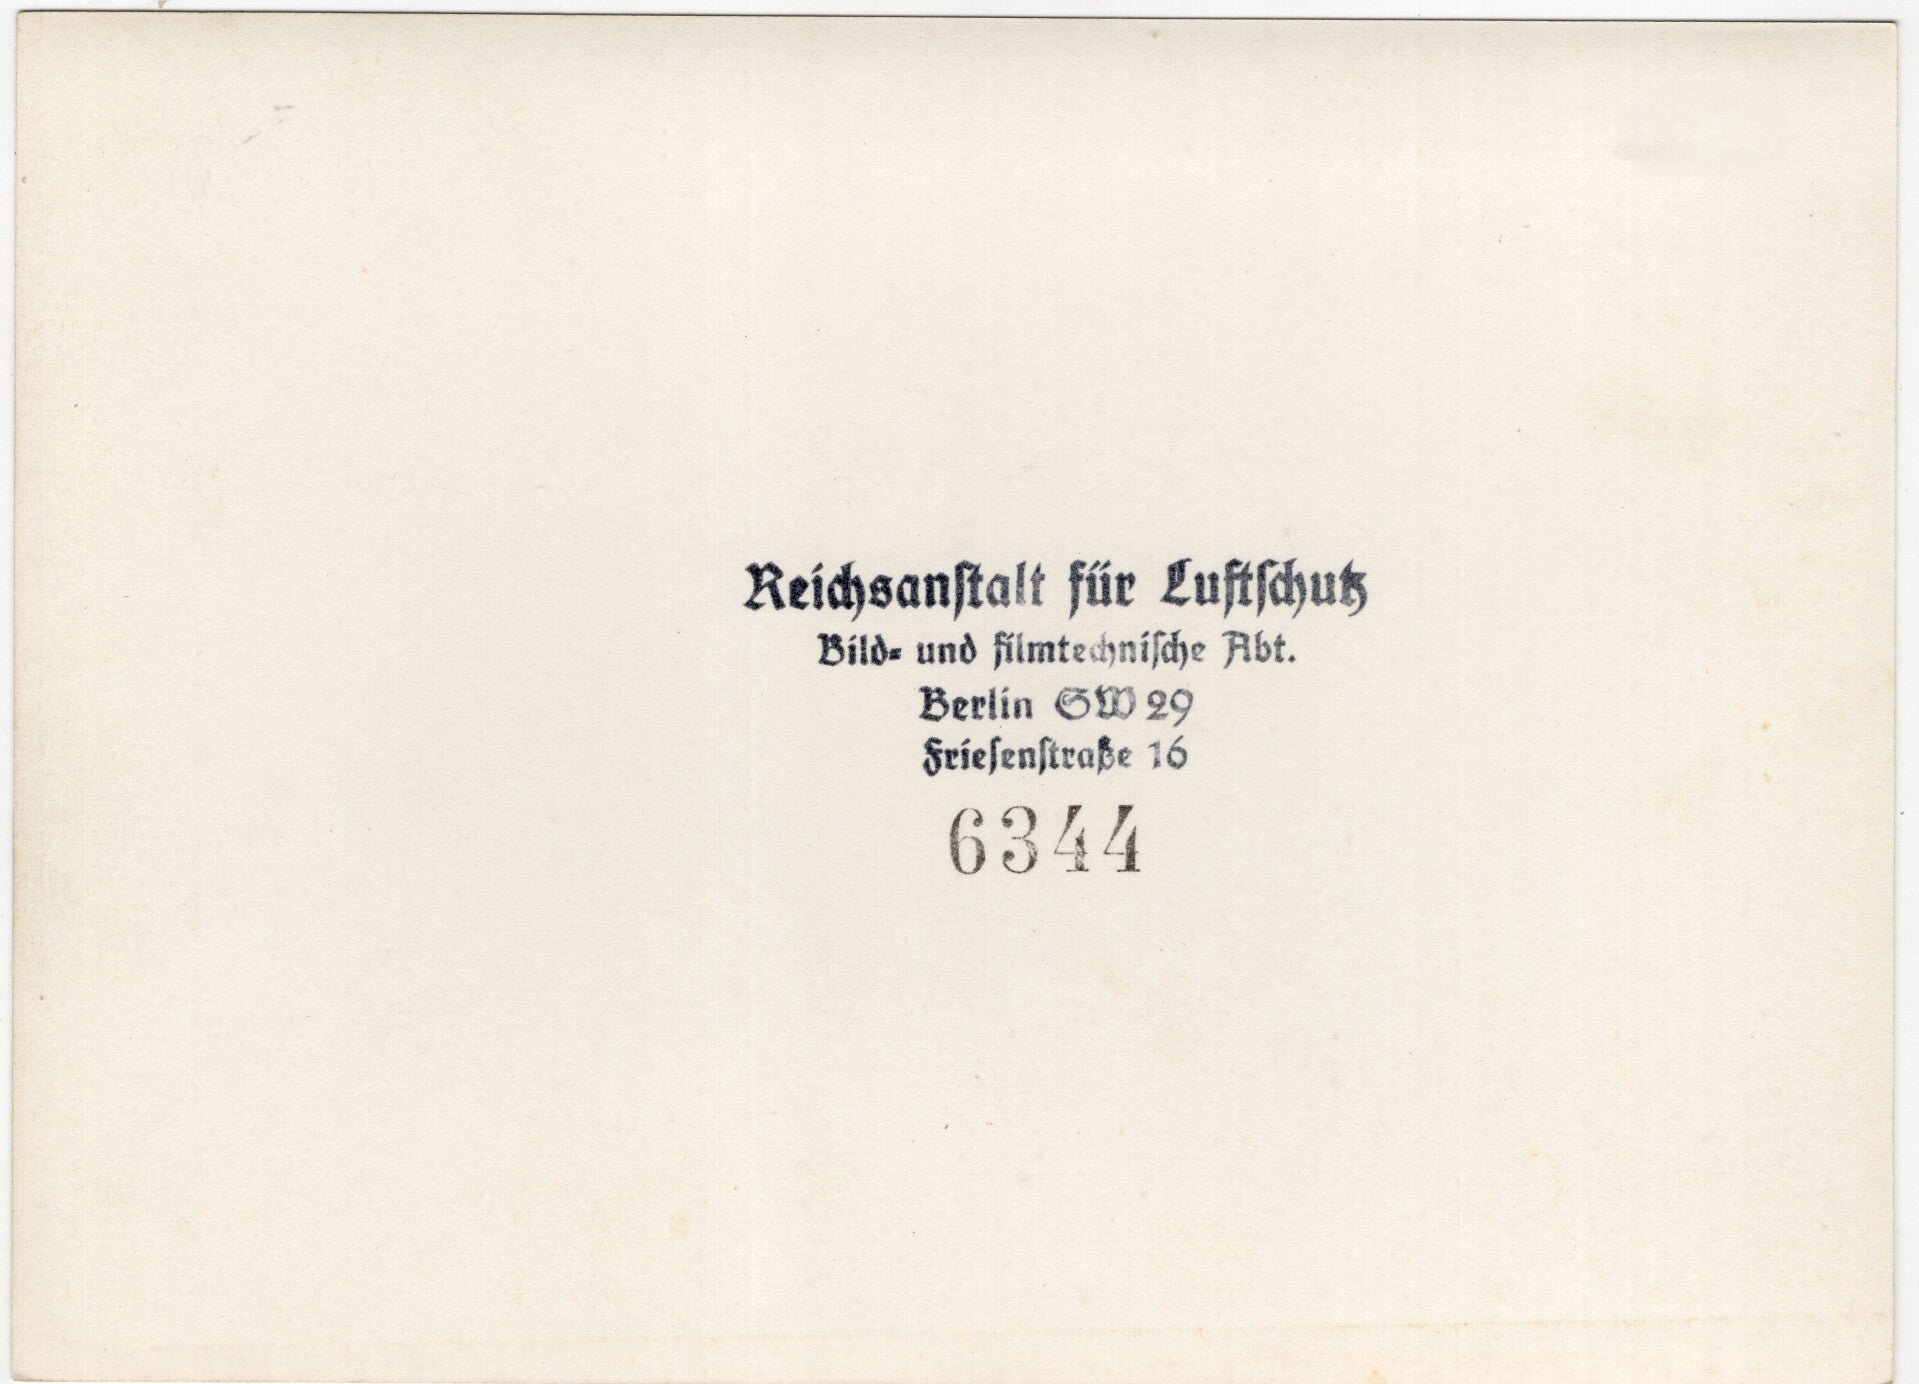 Reichsanſtalt für Luftſchutz
Bild- und filmtechniſche Abt.
Berlin SW 29
Frieſenſtraße 16
6344